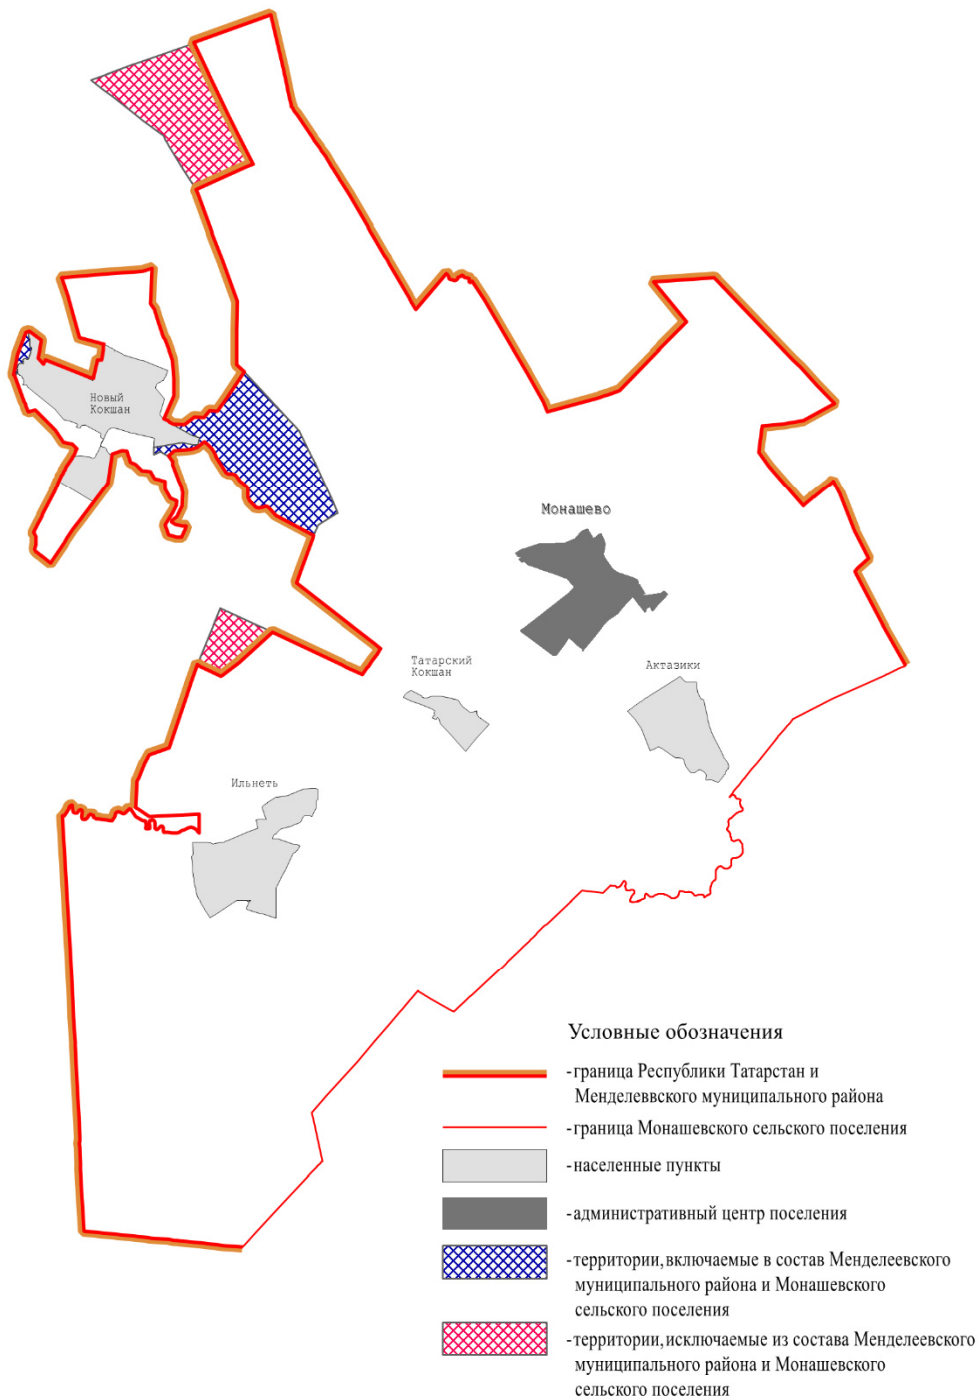 Новый
Кокшан
Монашево
Татарский
Кокшан
Актазики
Ильнеть
Условные обозначения
-граница Республики Татарстан и
Менделеввского муниципального района
-граница Монашевского сельского поселения
-населенные пункты
-административный центр поселения
-территории,включаемые в состав Менделеевского
муниципального района и Монашевского
сельского поселения
-территории,исключаемые из состава Менделеевского
муниципального района и Монашевского
сельского поселения